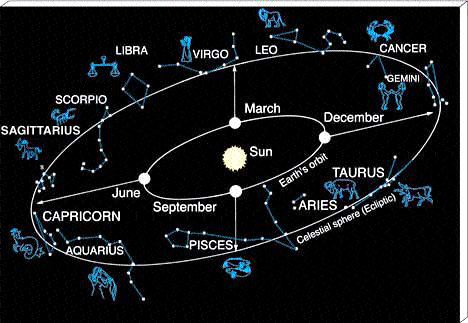 LIBRA
VIRGO
LEO
CANCER
GEMINI
SCORPIO
SAGITTARIUS
March
December
Sun
Earth's orbit
June
September
TAURUS
ARIES
Celestial sphere (Ecliptic)
CAPRICORN
AQUARIUS
PISCES